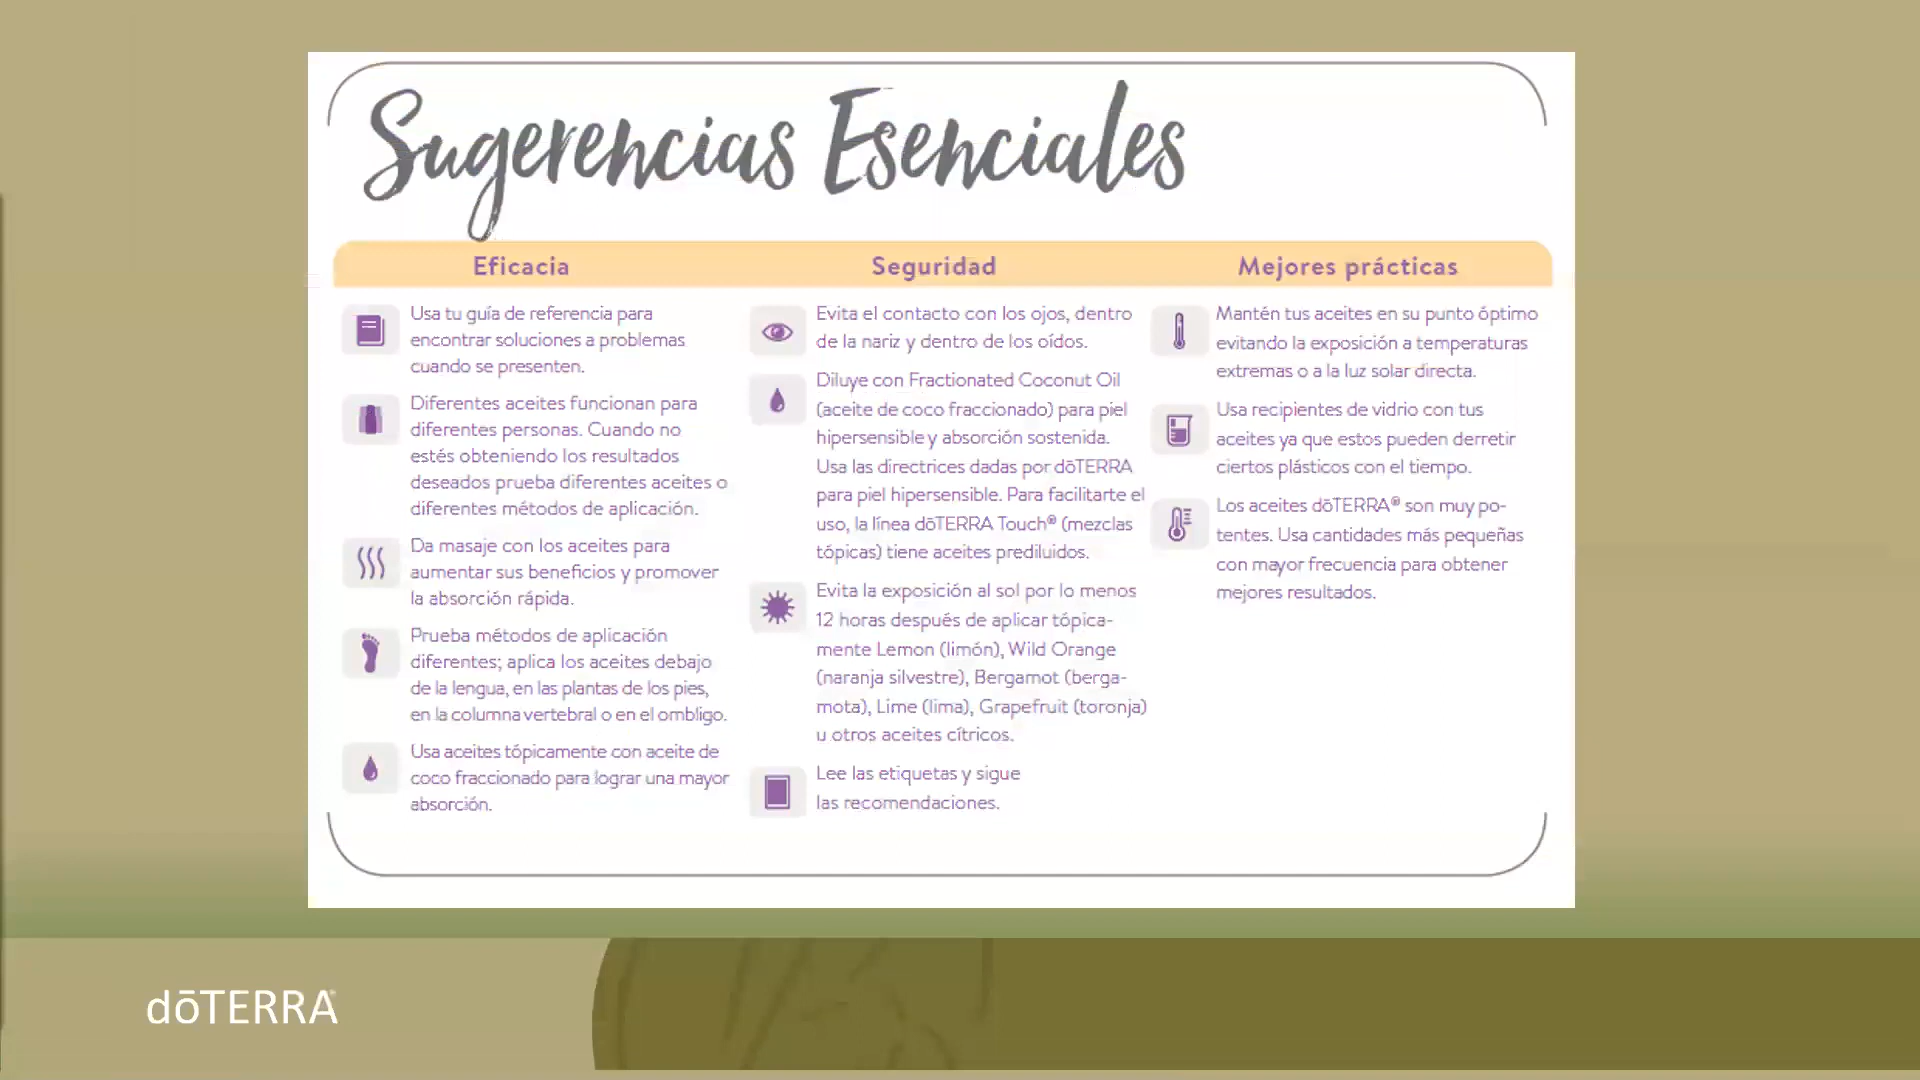 Sugerencias Esenciales
Eficacia
Usa tu guía de referencia para
encontrar soluciones a problemas
cuando se presenten.
Diferentes aceites funcionan para
diferentes personas. Cuando no
estés obteniendo los resultados
deseados prueba diferentes aceites o
diferentes métodos de aplicación.
Da masaje con los aceites para
aumentar sus beneficios y promover
la absorción rápida.
Prueba métodos de aplicación
diferentes; aplica los aceites debajo
de la lengua, en las plantas de los pies,
en la columna vertebral o en el ombligo.
Usa aceites tópicamente con aceite de
coco fraccionado para lograr una mayor
absorción.
Seguridad
Evita el contacto con los ojos, dentro
de la nariz y dentro de los oídos.
Diluye con Fractionated Coconut Oil
(aceite de coco fraccionado) para piel
hipersensible y absorción sostenida.
Usa las directrices dadas por dōTERRA
para piel hipersensible. Para facilitarte el
uso, la línea dōTERRA Touch® (mezclas
tópicas) tiene aceites prediluidos.
Evita la exposición al sol por lo menos
12 horas después de aplicar tópica-
mente Lemon (limón), Wild Orange
(naranja silvestre), Bergamot (berga-
mota), Lime (lima), Grapefruit (toronja)
u otros aceites cítricos.
Lee las etiquetas y sigue
las recomendaciones.
Mejores prácticas
Mantén tus aceites en su punto óptimo
evitando la exposición a temperaturas
extremas o a la luz solar directa.
Usa recipientes de vidrio con tus
aceites ya que estos pueden derretir
ciertos plásticos con el tiempo.
Los aceites dōTERRA® son muy po-
tentes. Usa cantidades más pequeñas
con mayor frecuencia para obtener
mejores resultados.
dōTERRA